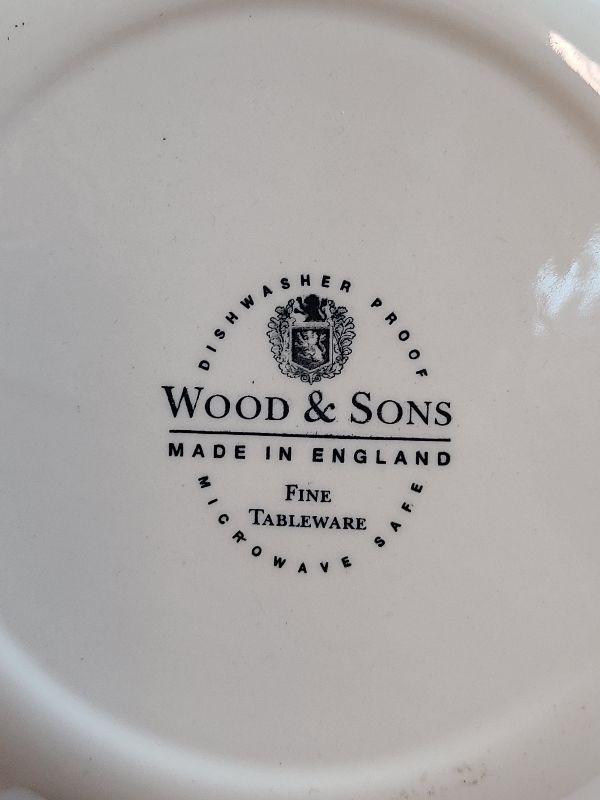 DISHWASHER PROOF
WOOD & SONS
MADE IN ENGLAND
FINE
TABLEWARE
MICROWAVE SAFE